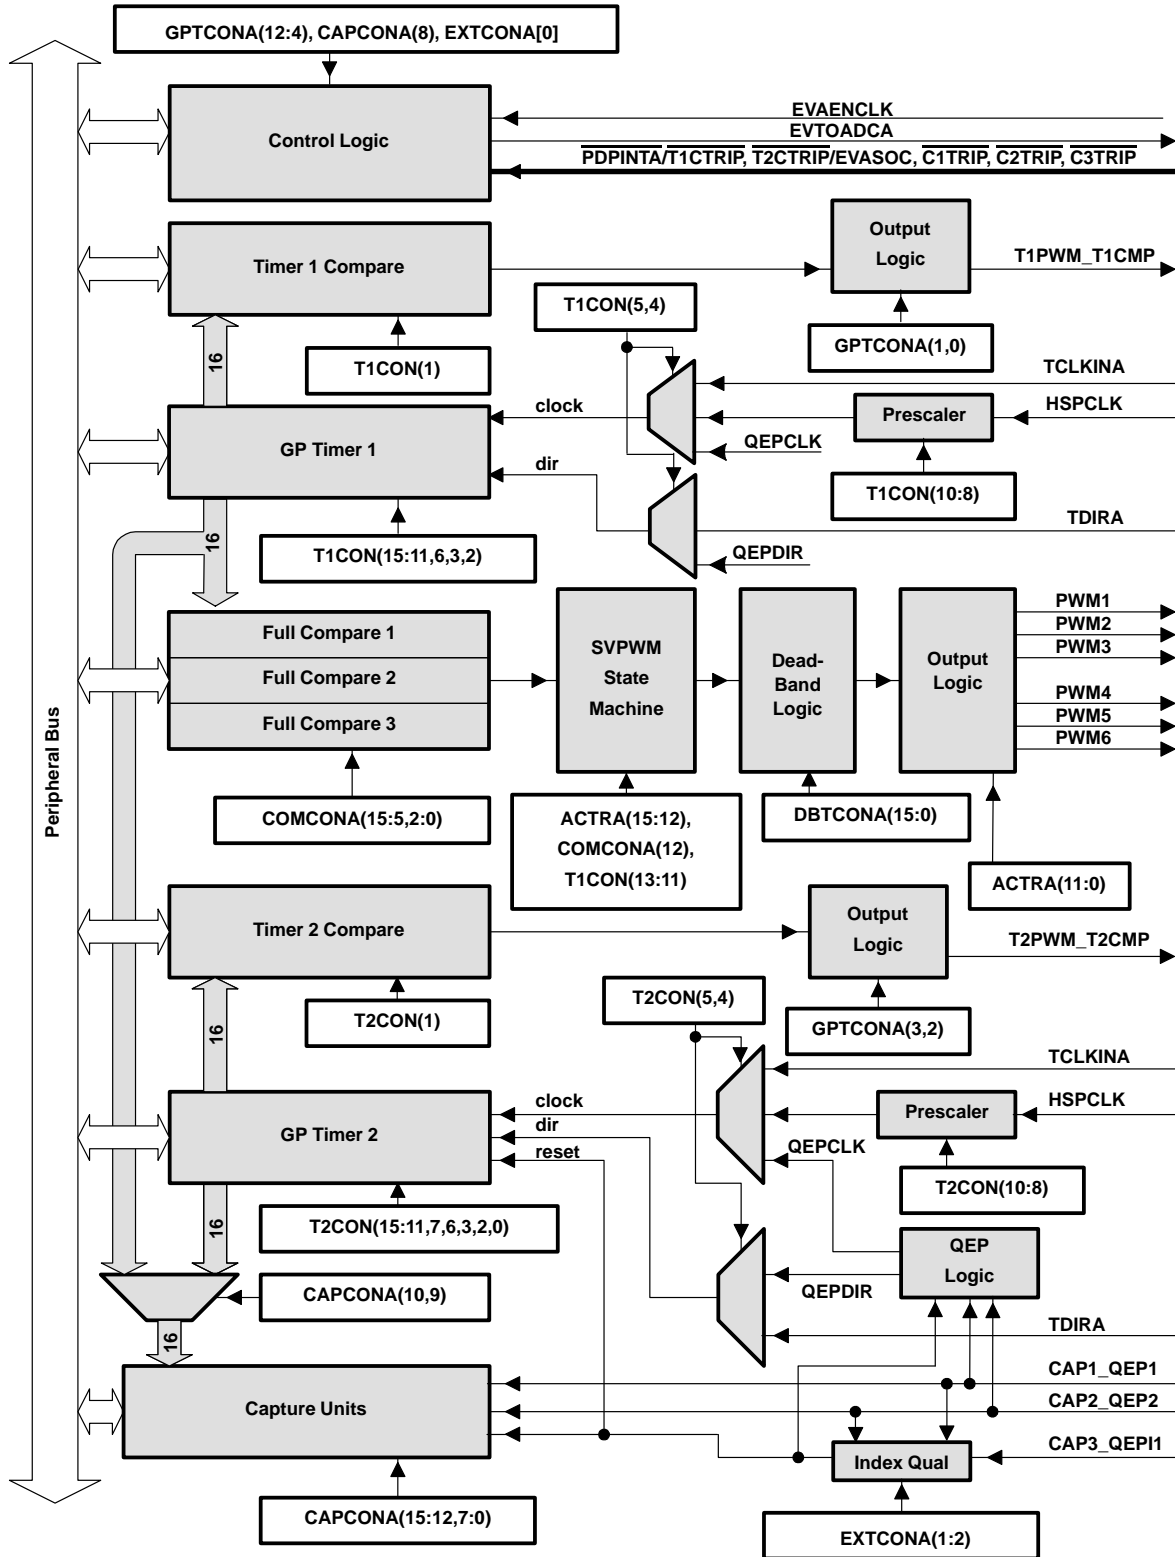 GPTCONA(12:4), CAPCONA(8), EXTCONA[0]
Control Logic
EVAENCLK
EVTOADCA
PDPINTA/T1CTRIP, T2CTRIP/EVASOC, C1TRIP, C2TRIP, C3TRIP
Timer 1 Compare
Output
Logic
T1PWM_T1CMP
T1CON(5,4)
GPTCONA(1,0)
16
T1CON(1)
TCLKINA
clock
Prescaler
HSPCLK
GP Timer 1
QEPCLK
dir
T1CON(10:8)
TDIRA
16
T1CON(15:11,6,3,2)
QEPDIR
Full Compare 1
Full Compare 2
Full Compare 3
SVPWM
State
Machine
Dead-
Band
Logic
Output
Logic
PWM1
PWM2
PWM3
PWM4
PWM5
PWM6
Peripheral Bus
COMCONA(15:5,2:0)
ACTRA(15:12),
COMCONA(12),
T1CON(13:11)
DBTCONA(15:0)
ACTRA(11:0)
Timer 2 Compare
Output
Logic
T2PWM_T2CMP
T2CON(5,4)
T2CON(1)
16
GPTCONA(3,2)
TCLKINA
clock
Prescaler
HSPCLK
dir
GP Timer 2
QEPCLK
reset
T2CON(10:8)
16
T2CON(15:11,7,6,3,2,0)
QEP
Logic
CAPCONA(10,9)
QEPDIR
TDIRA
16
CAP1_QEP1
Capture Units
CAP2_QEP2
CAP3_QEPI1
Index Qual
CAPCONA(15:12,7:0)
EXTCONA(1:2)